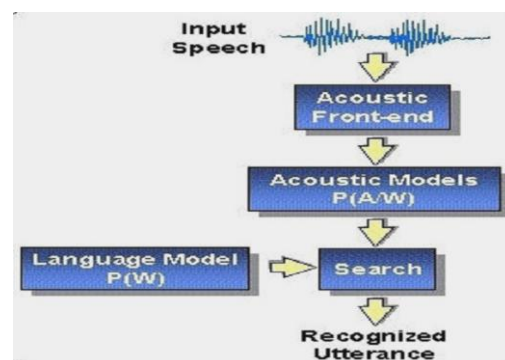 Input
Speech
Acoustic
Front-end
Acoustic Models
P(A/W)
Language Model
P(W)
Search
Recognized
Utterance